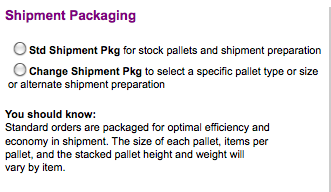 Shipment Packaging
Std Shipment Pkg for stock pallets and shipment preparation
Change Shipment Pkg to select a specific pallet type or size
or alternate shipment preparation
You should know:
Standard orders are packaged for optimal efficiency and
economy in shipment. The size of each pallet, items per
pallet, and the stacked pallet height and weight will
vary by item.